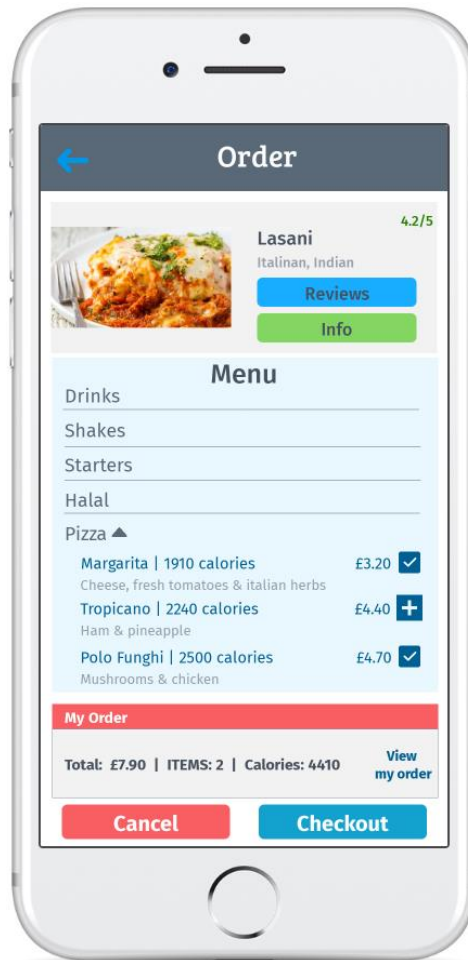 Order
4.2/5
Lasani
Italinan, Indian
Reviews
Info
Menu
Drinks
Shakes
Starters
Halal
Pizza
Margarita | 1910 calories £3.20
Cheese, fresh tomatoes & italian herbs
Tropicano | 2240 calories £4.40
Ham & pineapple
Polo Funghi | 2500 calories £4.70
Mushrooms & chicken
My Order
Total: £7.90 | ITEMS: 2 | Calories: 4410
View
my order
Cancel
Checkout